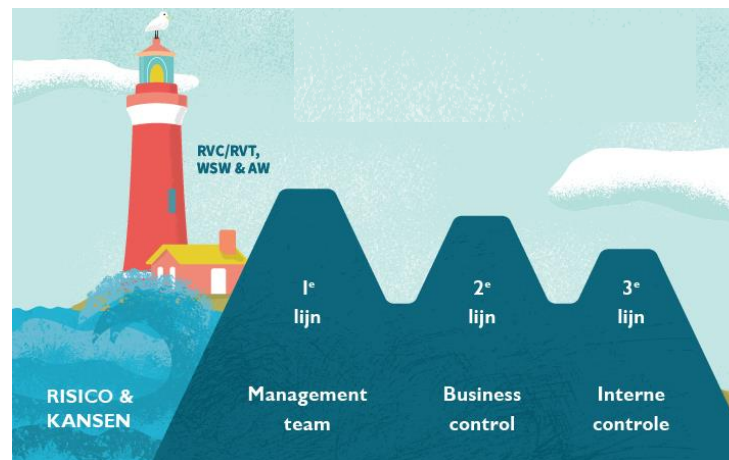 RVC/RVT,
WSW & AW
1e
lijn
2e
lijn
3e
lijn
RISICO &
KANSEN
Management
team
Business
control
Interne
controle